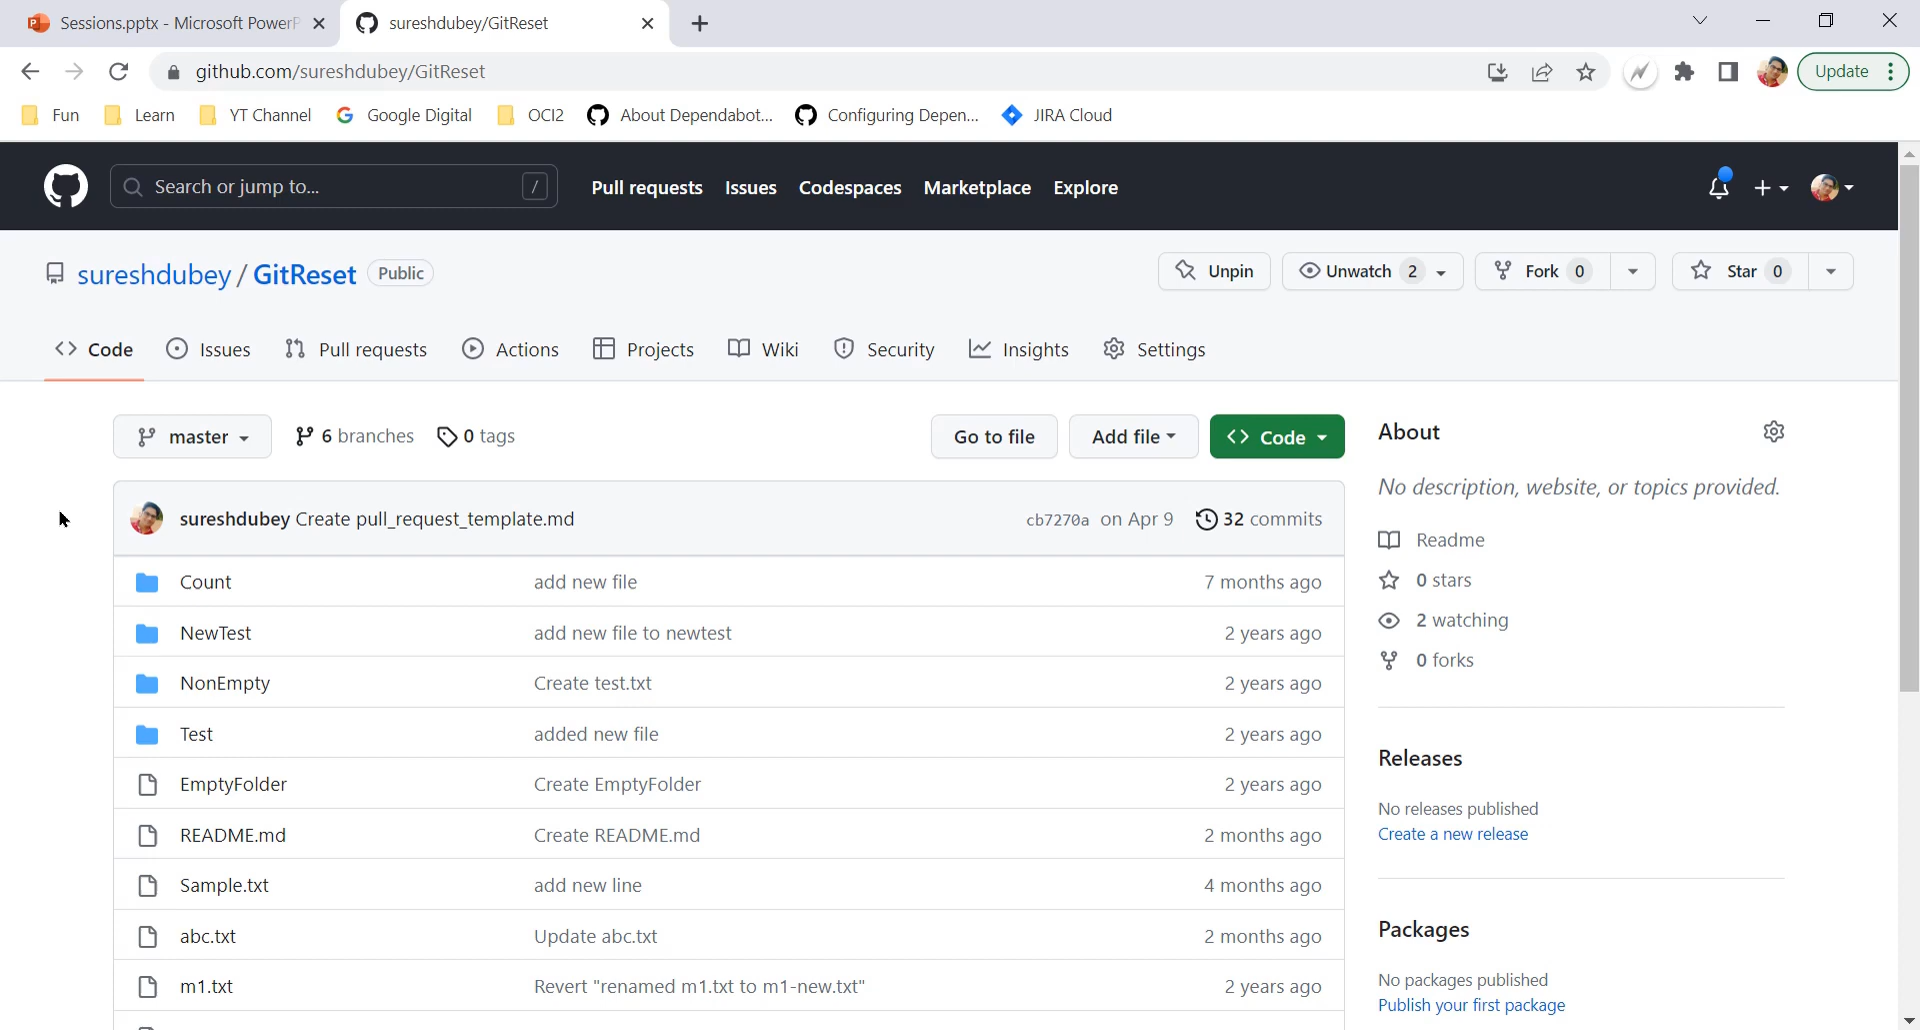 Sessions.pptx - Microsoft PowerP
sureshdubey/GitReset
github.com/sureshdubey/GitReset
Update
Fun
Learn
YT Channel
Google Digital
OCI2
About Dependabot...
Configuring Depen...
JIRA Cloud
Search or jump to...
/
Pull requests
Issues
Codespaces
Marketplace
Explore
sureshdubey / GitReset
Public
Unpin
Unwatch 2
Fork 0
Star 0
Code
Issues
Pull requests
Actions
Projects
Wiki
Security
Insights
Settings
master
6 branches
0 tags
Go to file
Add file
Code
sureshdubey Create pull_request_template.md
cb7270a on Apr 9
32 commits
Count
add new file
7 months ago
NewTest
add new file to newtest
2 years ago
NonEmpty
Create test.txt
2 years ago
Test
added new file
2 years ago
EmptyFolder
Create EmptyFolder
2 years ago
README.md
Create README.md
2 months ago
Sample.txt
add new line
4 months ago
abc.txt
Update abc.txt
2 months ago
m1.txt
Revert "renamed m1.txt to m1-new.txt"
2 years ago
About
No description, website, or topics provided.
Readme
0 stars
2 watching
0 forks
Releases
No releases published
Create a new release
Packages
No packages published
Publish your first package